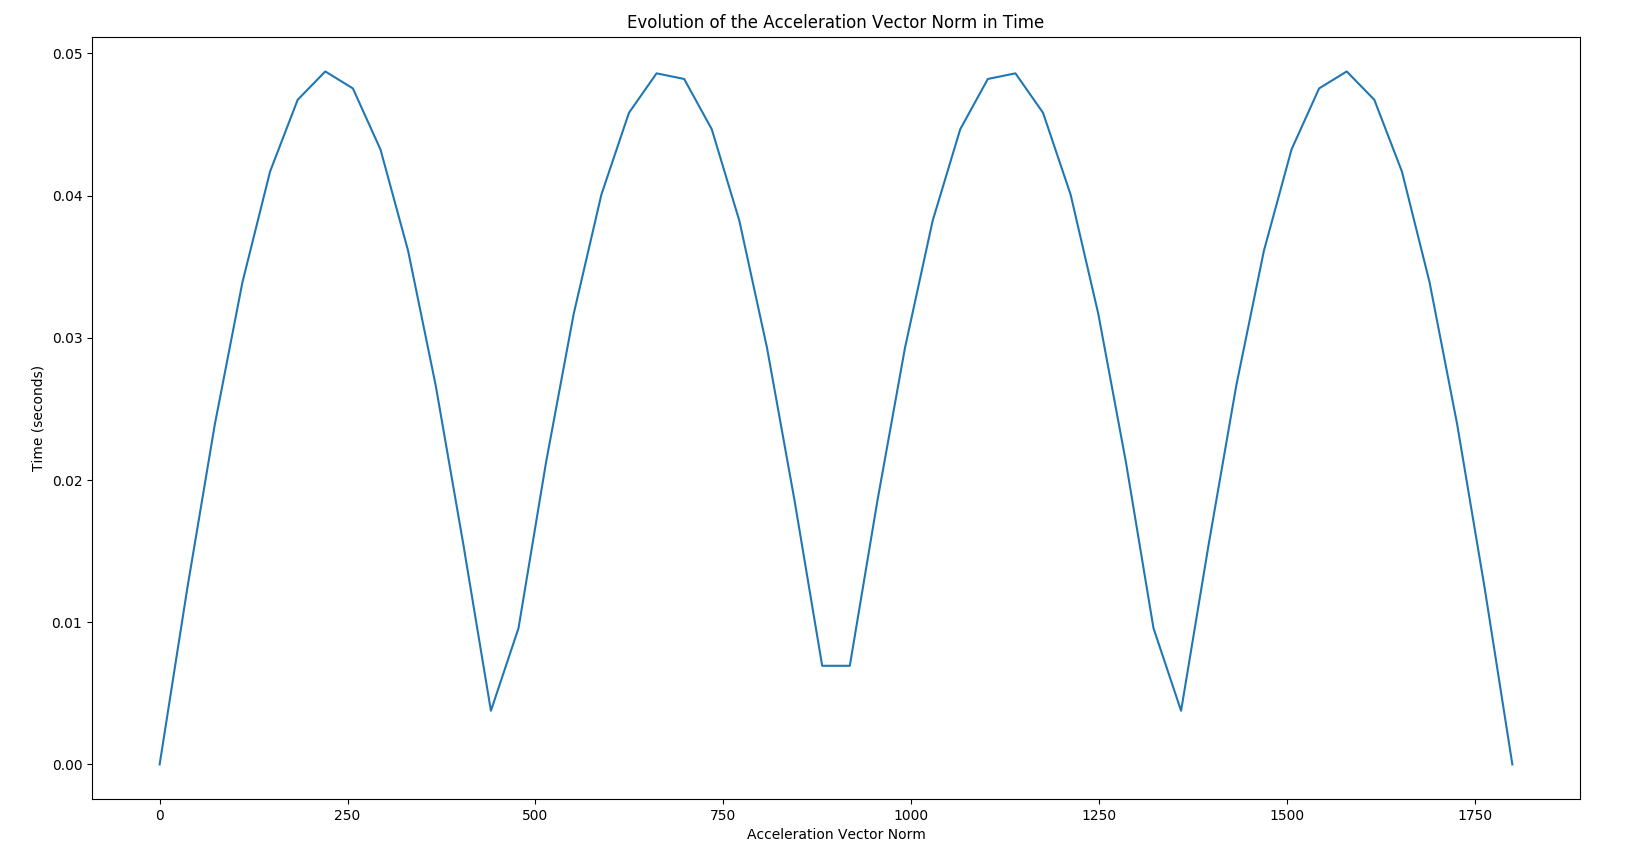 Evolution of the Acceleration Vector Norm in Time
0.05
0.04
0.03
0.02
0.01
0.00
Time (seconds)
0 250 500 750 1000 1250 1500 1750
Acceleration Vector Norm